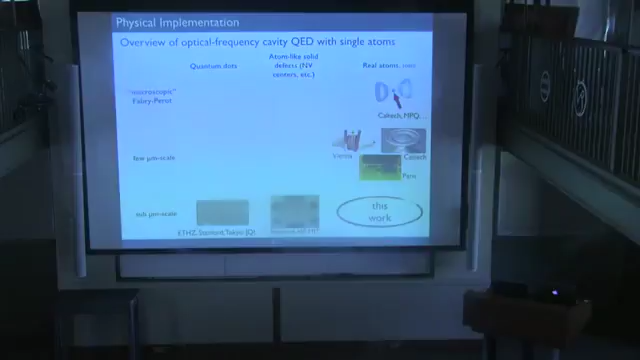 Physical Implementation
Overview of optical-frequency cavity QED with single atoms
Quantum dots
Atom-like solid
defects (NV
centers, etc.)
Real atoms,
"macroscopic"
Fabry-Perot
Caltech, MPQ...
Vienna
Caltech
Paris
few μm-scale
sub μm-scale
this
work
ETHZ, Stanford, Tokyo,